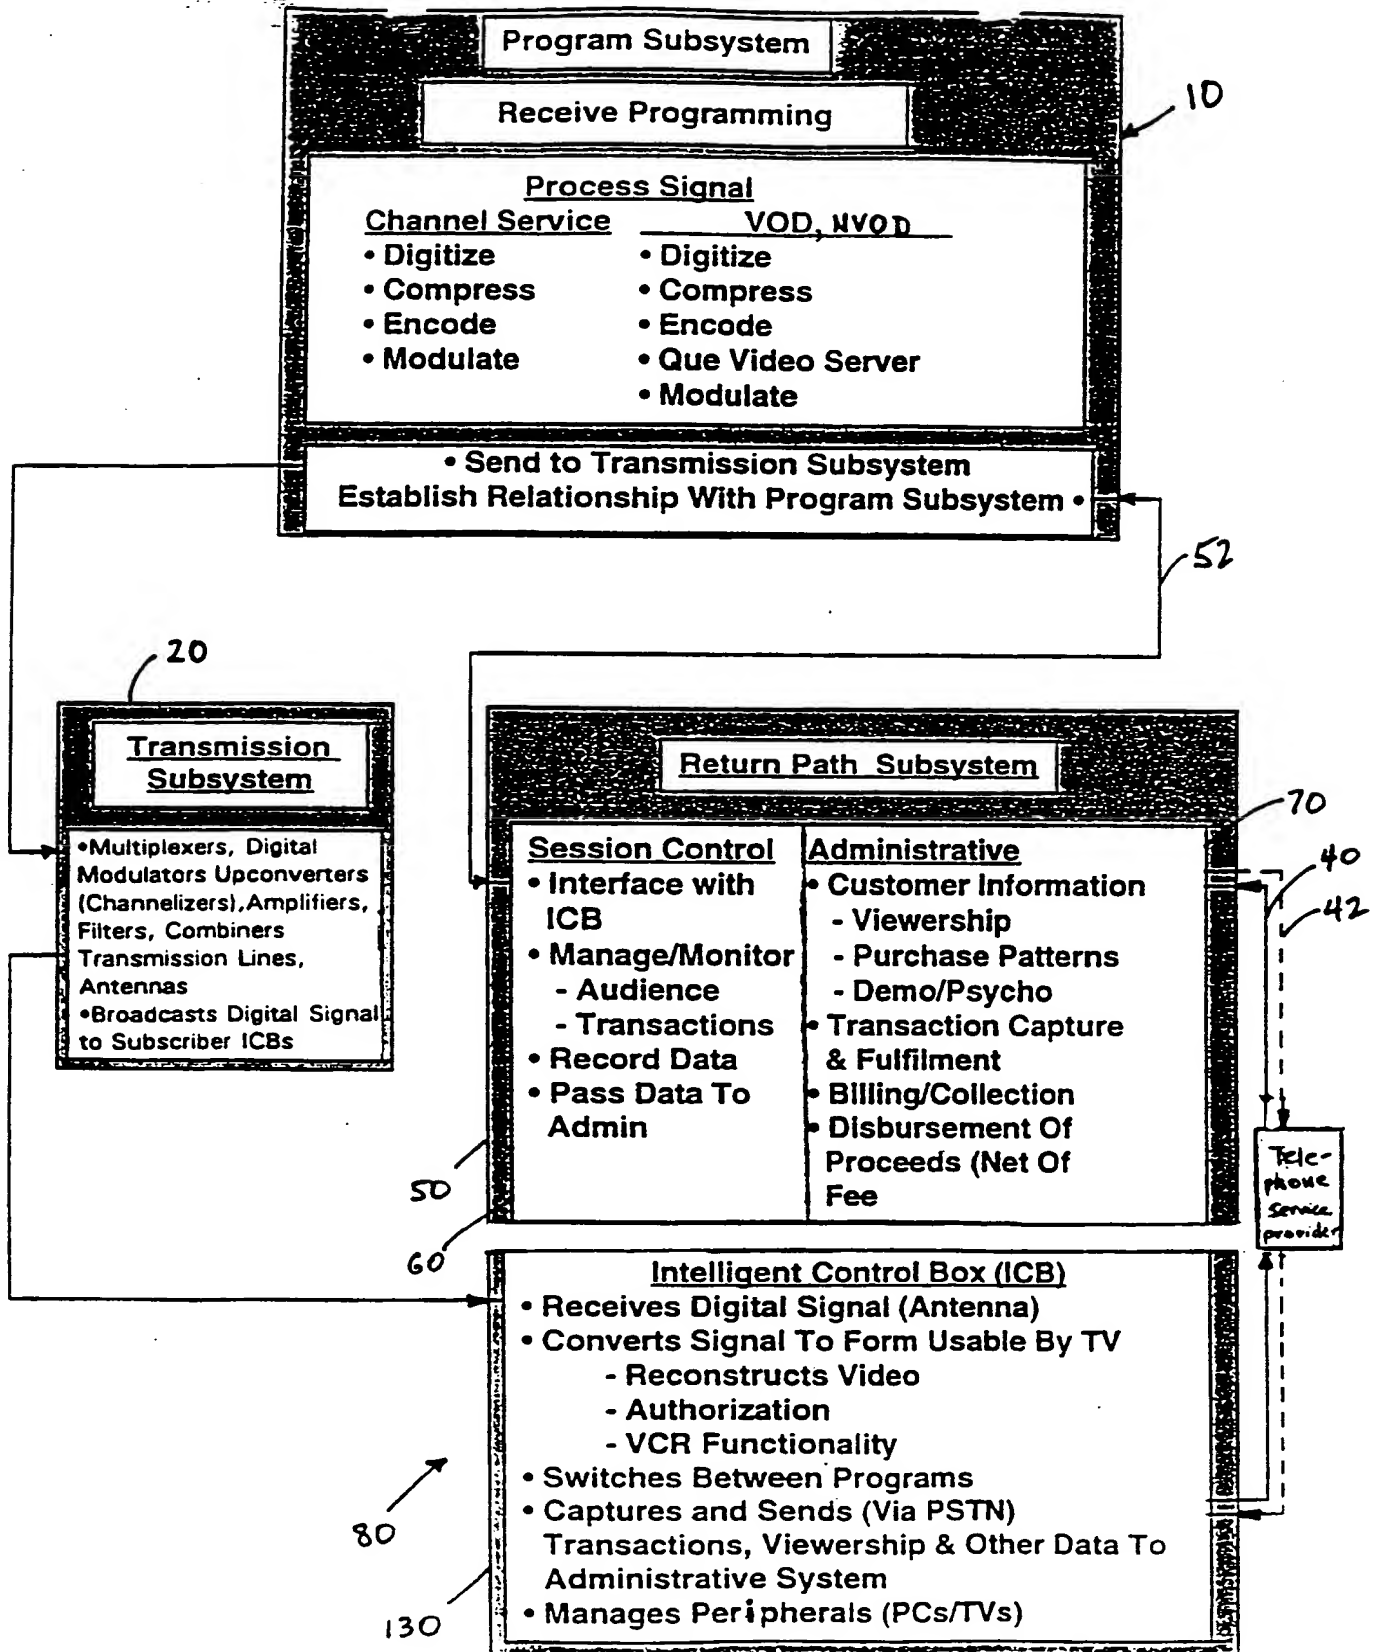 Program Subsystem
Receive Programming
10
Process Signal
Channel Service
• Digitize
• Compress
• Encode
• Modulate
VOD, NVOD
• Digitize
• Compress
• Encode
• Que Video Server
• Modulate
• Send to Transmission Subsystem
Establish Relationship With Program Subsystem •
52
20
Transmission
Subsystem
•Multiplexers, Digital
Modulators Upconverters
(Channelizers),Amplifiers,
Filters, Combiners
Transmission Lines,
Antennas
•Broadcasts Digital Signal
to Subscriber ICBs
Return Path Subsystem
70
40
42
Session Control
• Interface with
ICB
• Manage/Monitor
- Audience
- Transactions
• Record Data
• Pass Data To
Admin
Administrative
• Customer Information
- Viewership
- Purchase Patterns
- Demo/Psycho
• Transaction Capture
& Fulfilment
• Billing/Collection
• Disbursement Of
Proceeds (Net Of
Fee
50
60
Tele-
phone
service
provider
Intelligent Control Box (ICB)
• Receives Digital Signal (Antenna)
• Converts Signal To Form Usable By TV
- Reconstructs Video
- Authorization
- VCR Functionality
• Switches Between Programs
• Captures and Sends (Via PSTN)
Transactions, Viewership & Other Data To
Administrative System
• Manages Peripherals (PCs/TVs)
80
130